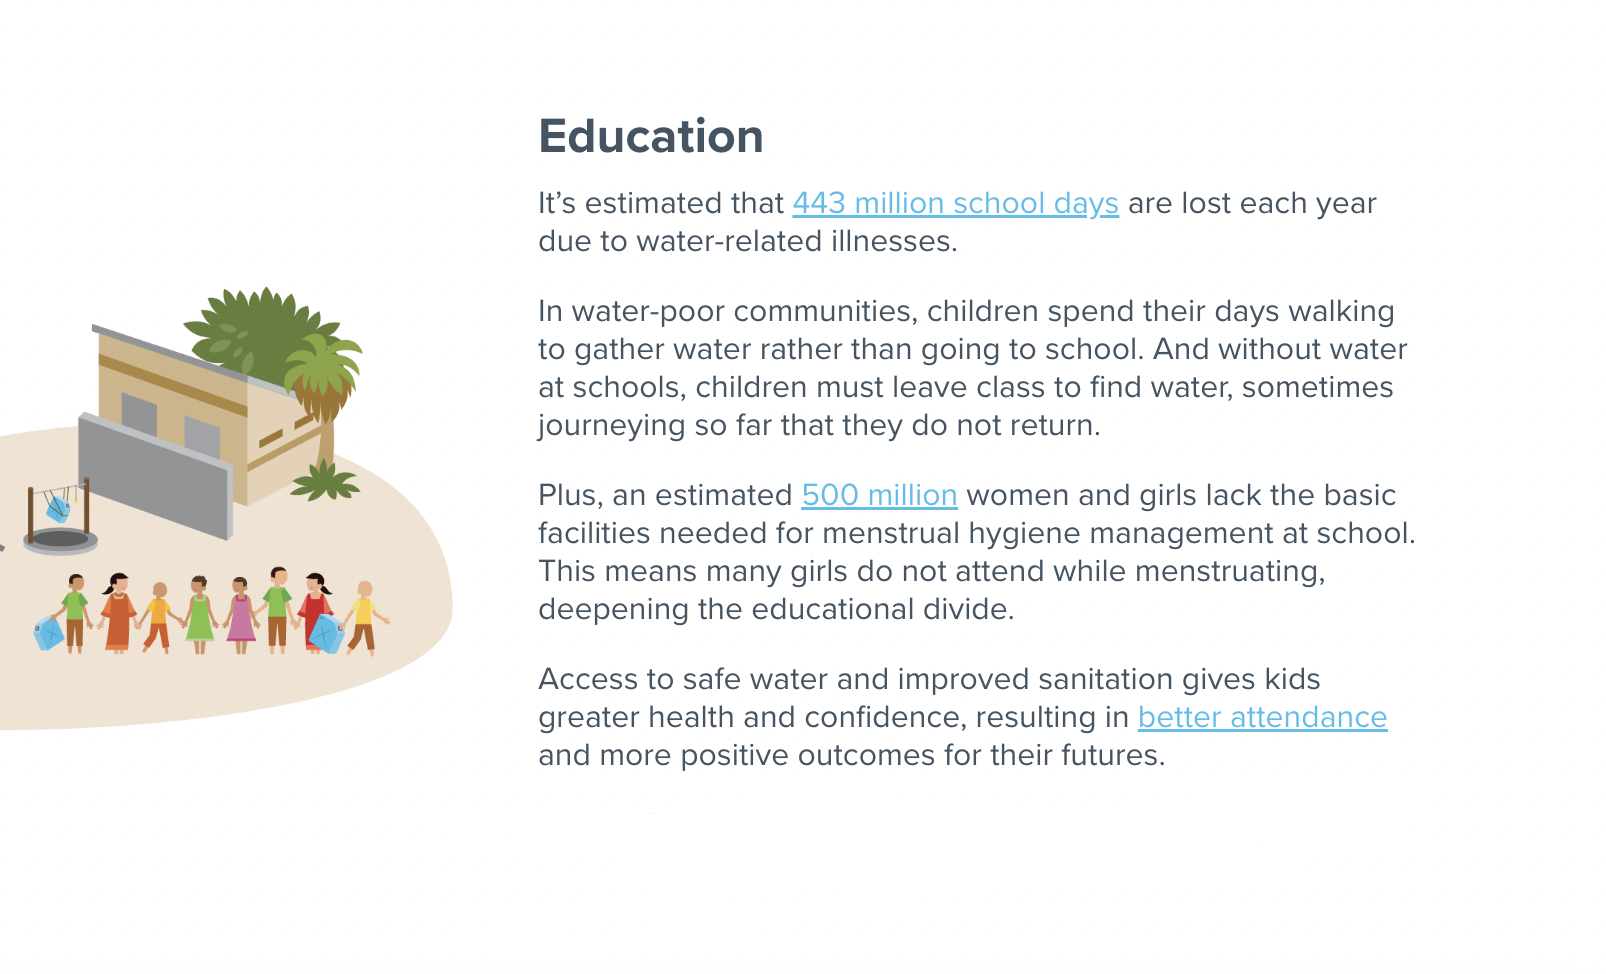 Education
It’s estimated that 443 million school days are lost each year
due to water-related illnesses.
In water-poor communities, children spend their days walking
to gather water rather than going to school. And without water
at schools, children must leave class to find water, sometimes
journeying so far that they do not return.
Plus, an estimated 500 million women and girls lack the basic
facilities needed for menstrual hygiene management at school.
This means many girls do not attend while menstruating,
deepening the educational divide.
Access to safe water and improved sanitation gives kids
greater health and confidence, resulting in better attendance
and more positive outcomes for their futures.